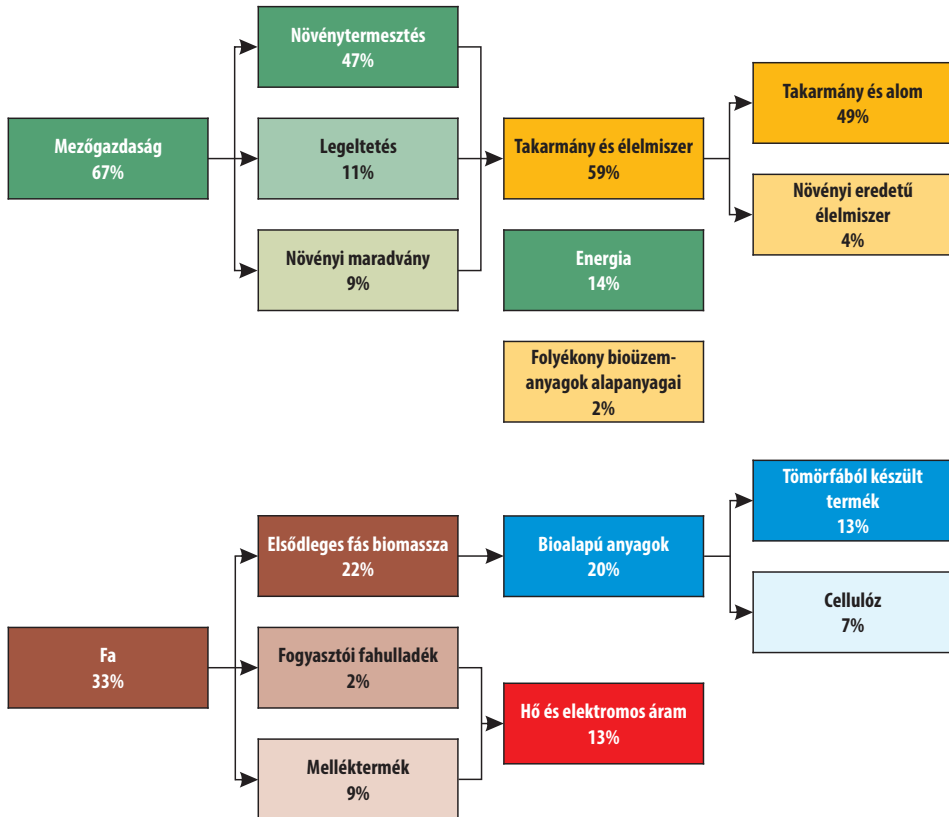 Mezőgazdaság
67%
Növénytermesztés
47%
Legeltetés
11%
Növényi maradvány
9%
Takarmány és élelmiszer
59%
Energia
14%
Folyékony bioüzem-
anyagok alapanyagai
2%
Takarmány és alom
49%
Növényi eredetű
élelmiszer
4%
Fa
33%
Elsődleges fás biomassza
22%
Fogyasztói fahulladék
2%
Melléktermék
9%
Bioalapú anyagok
20%
Hő és elektromos áram
13%
Tömörfából készült
termék
13%
Cellulóz
7%